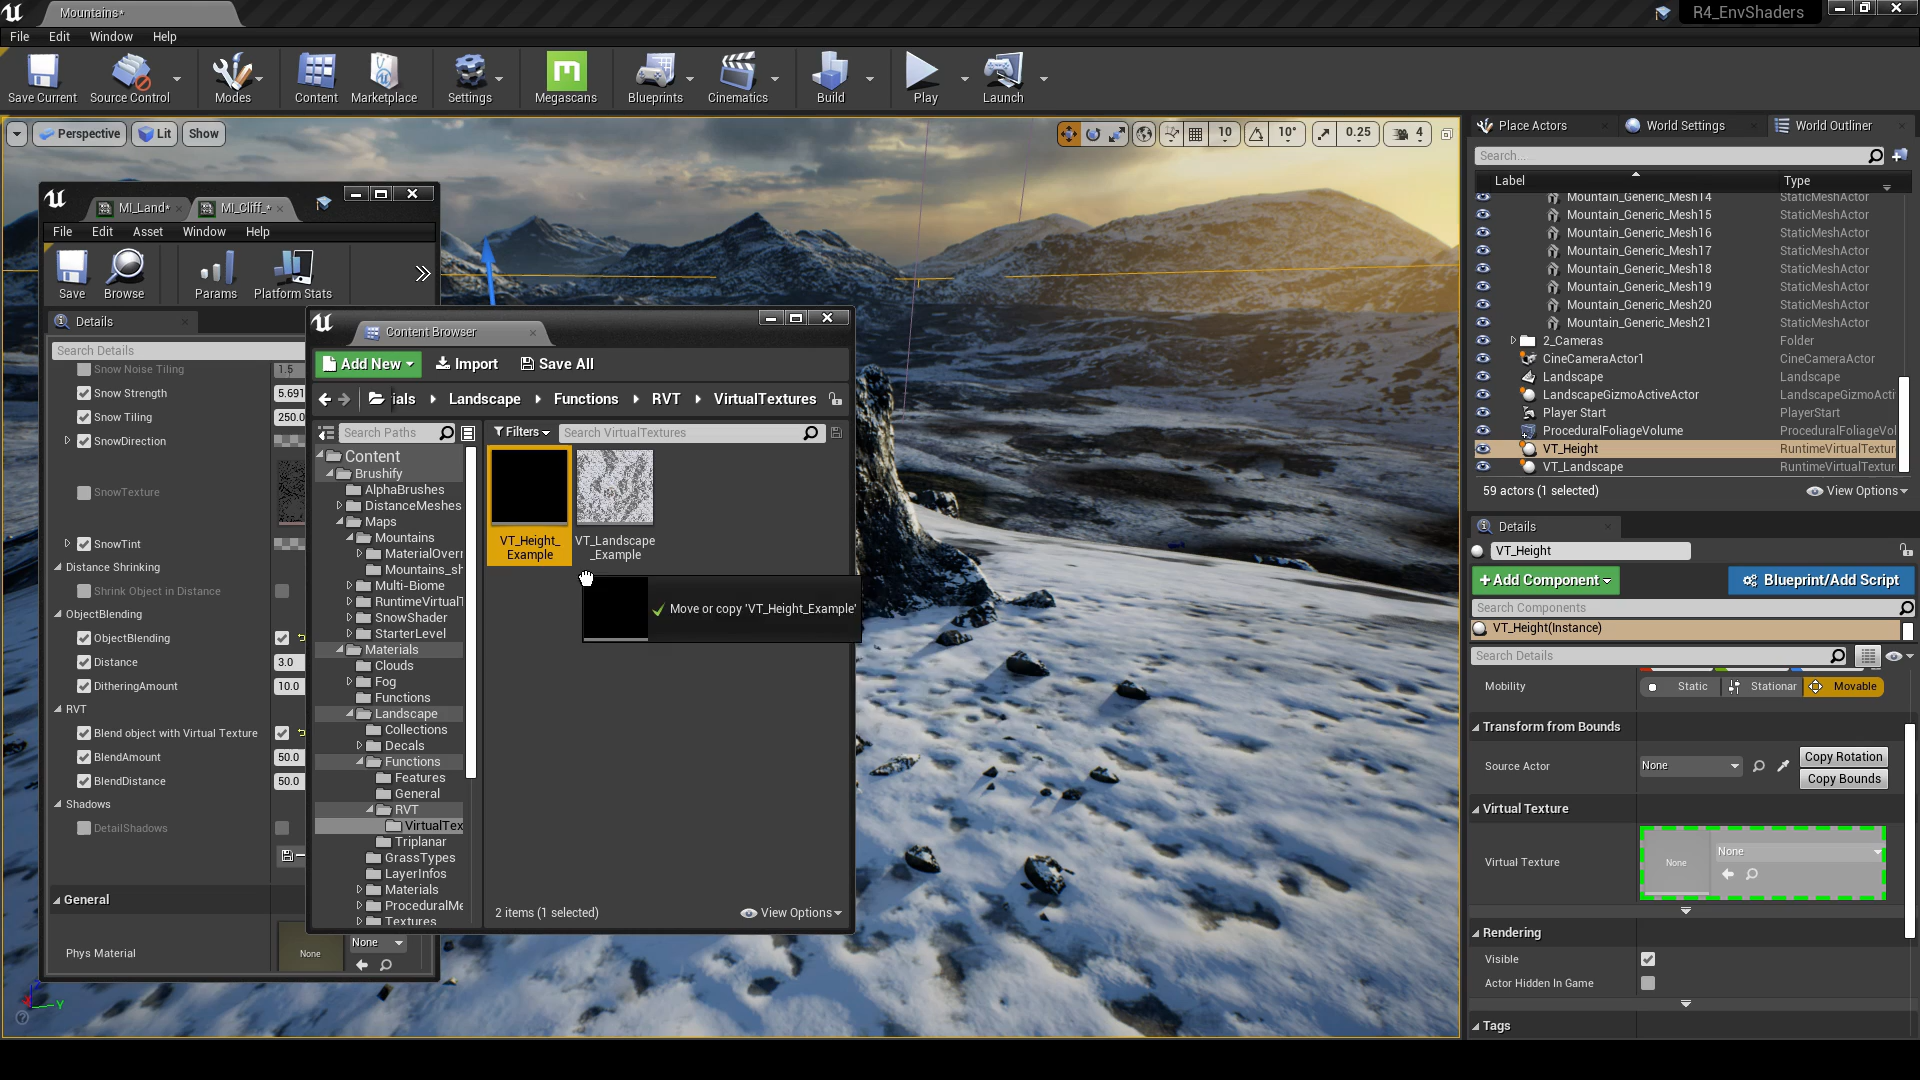 Mountains*
R4_EnvShaders
File Edit Window Help
Save Current
Source Control
Modes
Content
Marketplace
Settings
Megascans
Blueprints
Cinematics
Build
Play
Launch
Perspective
Lit
Show
10
10°
0.25
4
Place Actors
World Settings
World Outliner
Search...
Label Type
Mountain_Generic_Mesh14 StaticMeshActor
Mountain_Generic_Mesh15 StaticMeshActor
Mountain_Generic_Mesh16 StaticMeshActor
Mountain_Generic_Mesh17 StaticMeshActor
Mountain_Generic_Mesh18 StaticMeshActor
Mountain_Generic_Mesh19 StaticMeshActor
Mountain_Generic_Mesh20 StaticMeshActor
Mountain_Generic_Mesh21 StaticMeshActor
2_Cameras Folder
CineCameraActor1 CineCameraActor
Landscape Landscape
LandscapeGizmoActiveActor LandscapeGizmoActi
Player Start PlayerStart
ProceduralFoliageVolume ProceduralFoliageVol
VT_Height RuntimeVirtualTextur
VT_Landscape RuntimeVirtualTextur
59 actors (1 selected) View Options
Details
VT_Height
+Add Component
Blueprint/Add Script
Search Components
VT_Height(Instance)
Search Details
Mobility Static Stationar Movable
Transform from Bounds
Source Actor None
Copy Rotation
Copy Bounds
Virtual Texture
Virtual Texture None None
Rendering
Visible
Actor Hidden In Game
Tags
MI_Land*
MI_Cliff_*
File Edit Asset Window Help
Save Browse Params Platform Stats
Details
Search Details
Snow Noise Tiling 1.5
Snow Strength 5.691
Snow Tiling 250.0
SnowDirection
SnowTexture
SnowTint
Distance Shrinking
Shrink Object in Distance
ObjectBlending
ObjectBlending
Distance 3.0
DitheringAmount 10.0
RVT
Blend object with Virtual Texture
BlendAmount 50.0
BlendDistance 50.0
Shadows
DetailShadows
General
Phys Material None None
Content Browser
Add New Import Save All
ials Landscape Functions RVT VirtualTextures
Search Paths
Filters
Search VirtualTextures
Content
Brushify
AlphaBrushes
DistanceMeshes
Maps
Mountains
MaterialOverr
Mountains_sh
Multi-Biome
RuntimeVirtualT
SnowShader
StarterLevel
Materials
Clouds
Fog
Functions
Landscape
Collections
Decals
Functions
Features
General
RVT
VirtualTex
Triplanar
GrassTypes
LayerInfos
Materials
ProceduralMe
Textures
VT_Height_
Example
VT_Landscape
_Example
Move or copy 'VT_Height_Example'
2 items (1 selected) View Options
Y